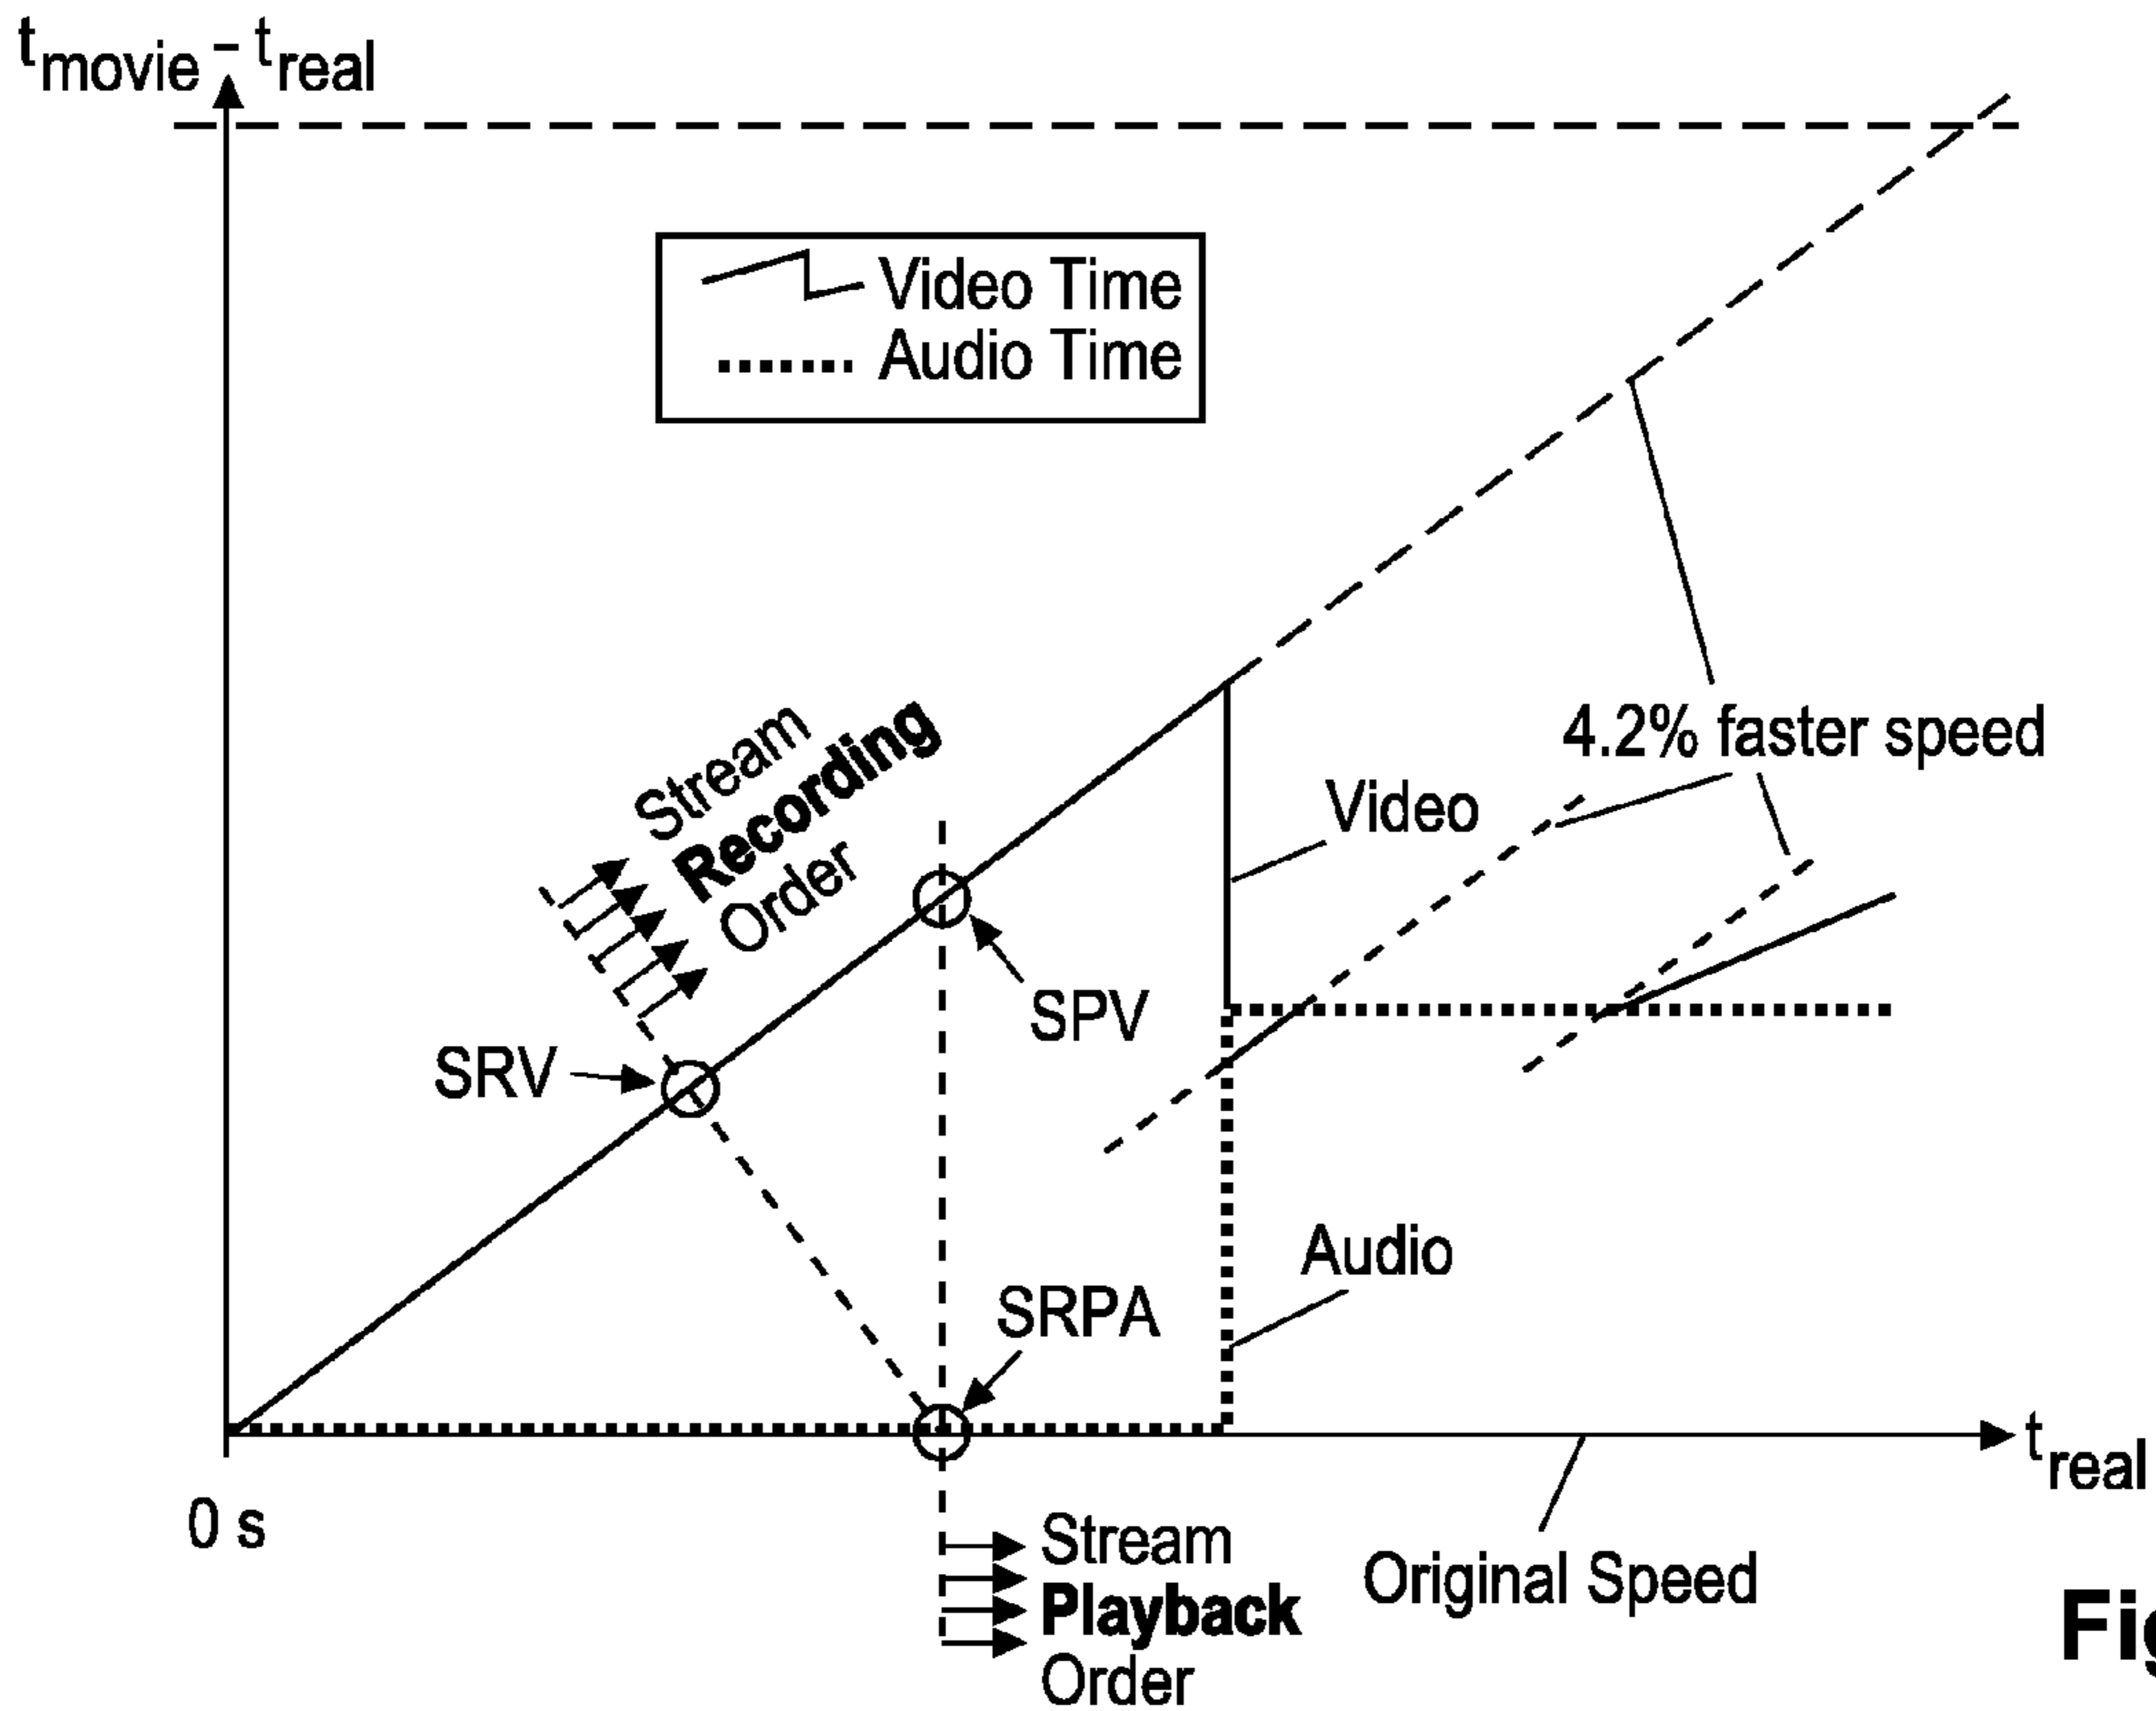 tmovie - treal
Video Time
Audio Time
Stream
Recording
Order
4.2% faster speed
Video
SPV
SRV
Audio
SRPA
treal
0 s
Stream
Playback
Order
Original Speed